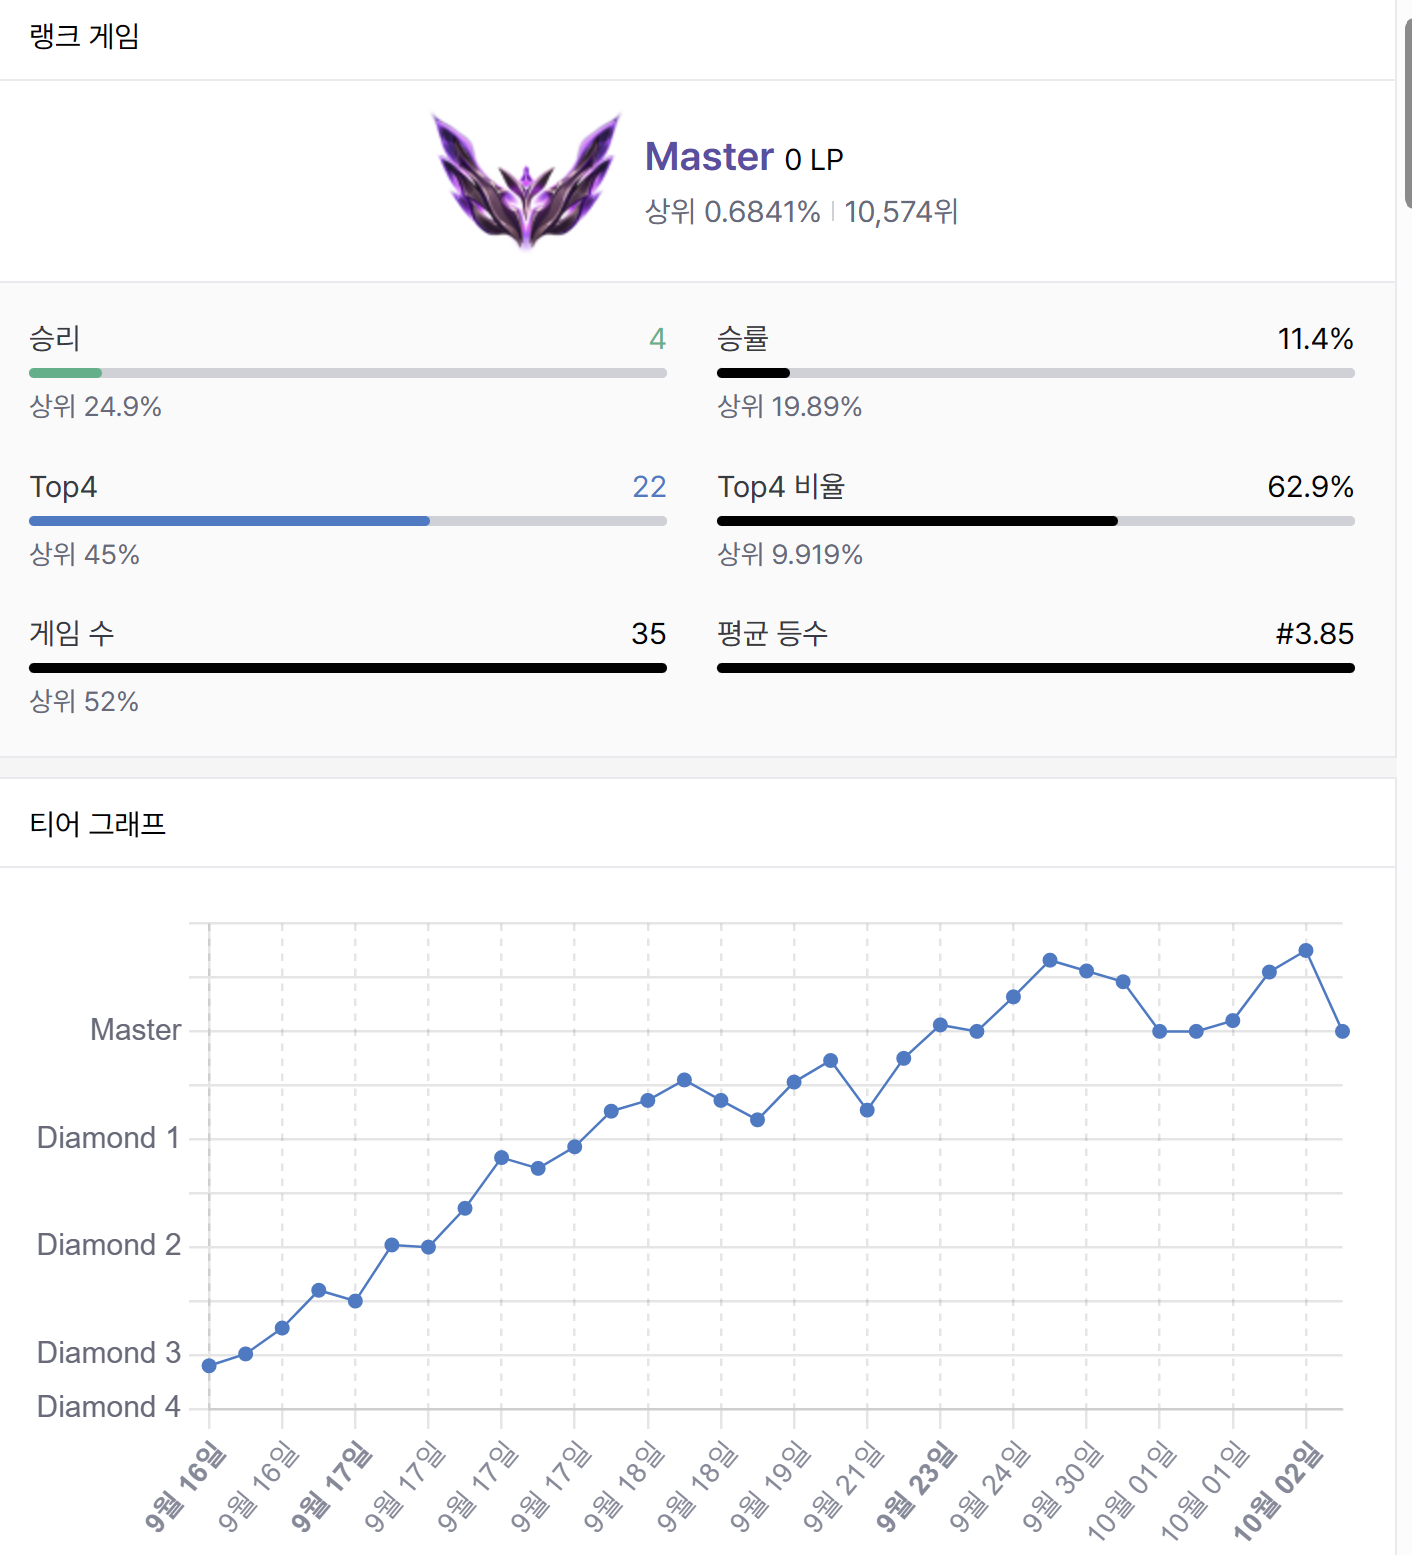 랭크 게임
Master 0 LP
상위 0.6841% 10,574위
승리 4
상위 24.9%
승률 11.4%
상위 19.89%
Top4 22
상위 45%
Top4 비율 62.9%
상위 9.919%
게임 수 35
상위 52%
평균 등수 #3.85
티어 그래프
Master
Diamond 1
Diamond 2
Diamond 3
Diamond 4
9월 16일
9월 16일
9월 17일
9월 17일
9월 17일
9월 17일
9월 18일
9월 18일
9월 19일
9월 21일
9월 23일
9월 24일
9월 30일
10월 01일
10월 01일
10월 02일